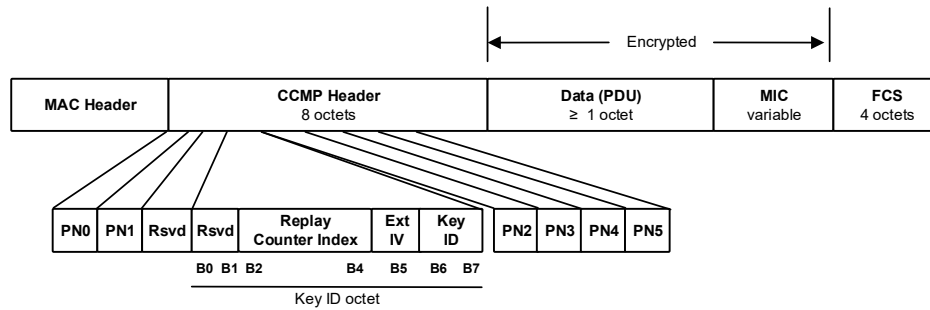 Encrypted
MAC Header
CCMP Header
8 octets
Data (PDU)
≥ 1 octet
MIC
variable
FCS
4 octets
PN0 PN1 Rsvd Rsvd
Replay
Counter Index
Ext
IV
Key
ID
PN2 PN3 PN4 PN5
B0 B1 B2 B4 B5 B6 B7
Key ID octet